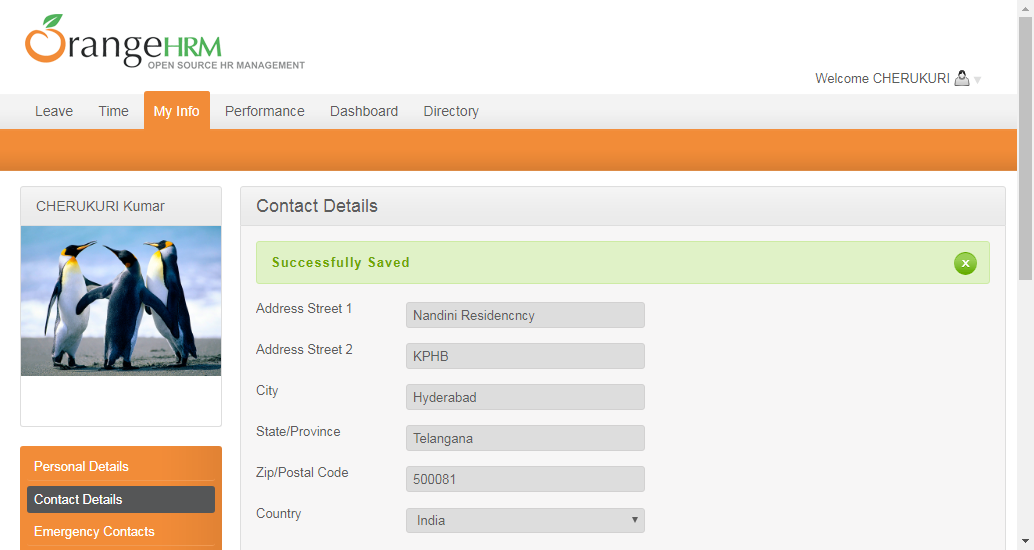 OrangeHRM
OPEN SOURCE HR MANAGEMENT
Welcome CHERUKURI
Leave Time My Info Performance Dashboard Directory
CHERUKURI Kumar
Contact Details
Successfully Saved
Address Street 1 Nandini Residencncy
Address Street 2 KPHB
City Hyderabad
State/Province Telangana
Zip/Postal Code 500081
Country India
Personal Details
Contact Details
Emergency Contacts